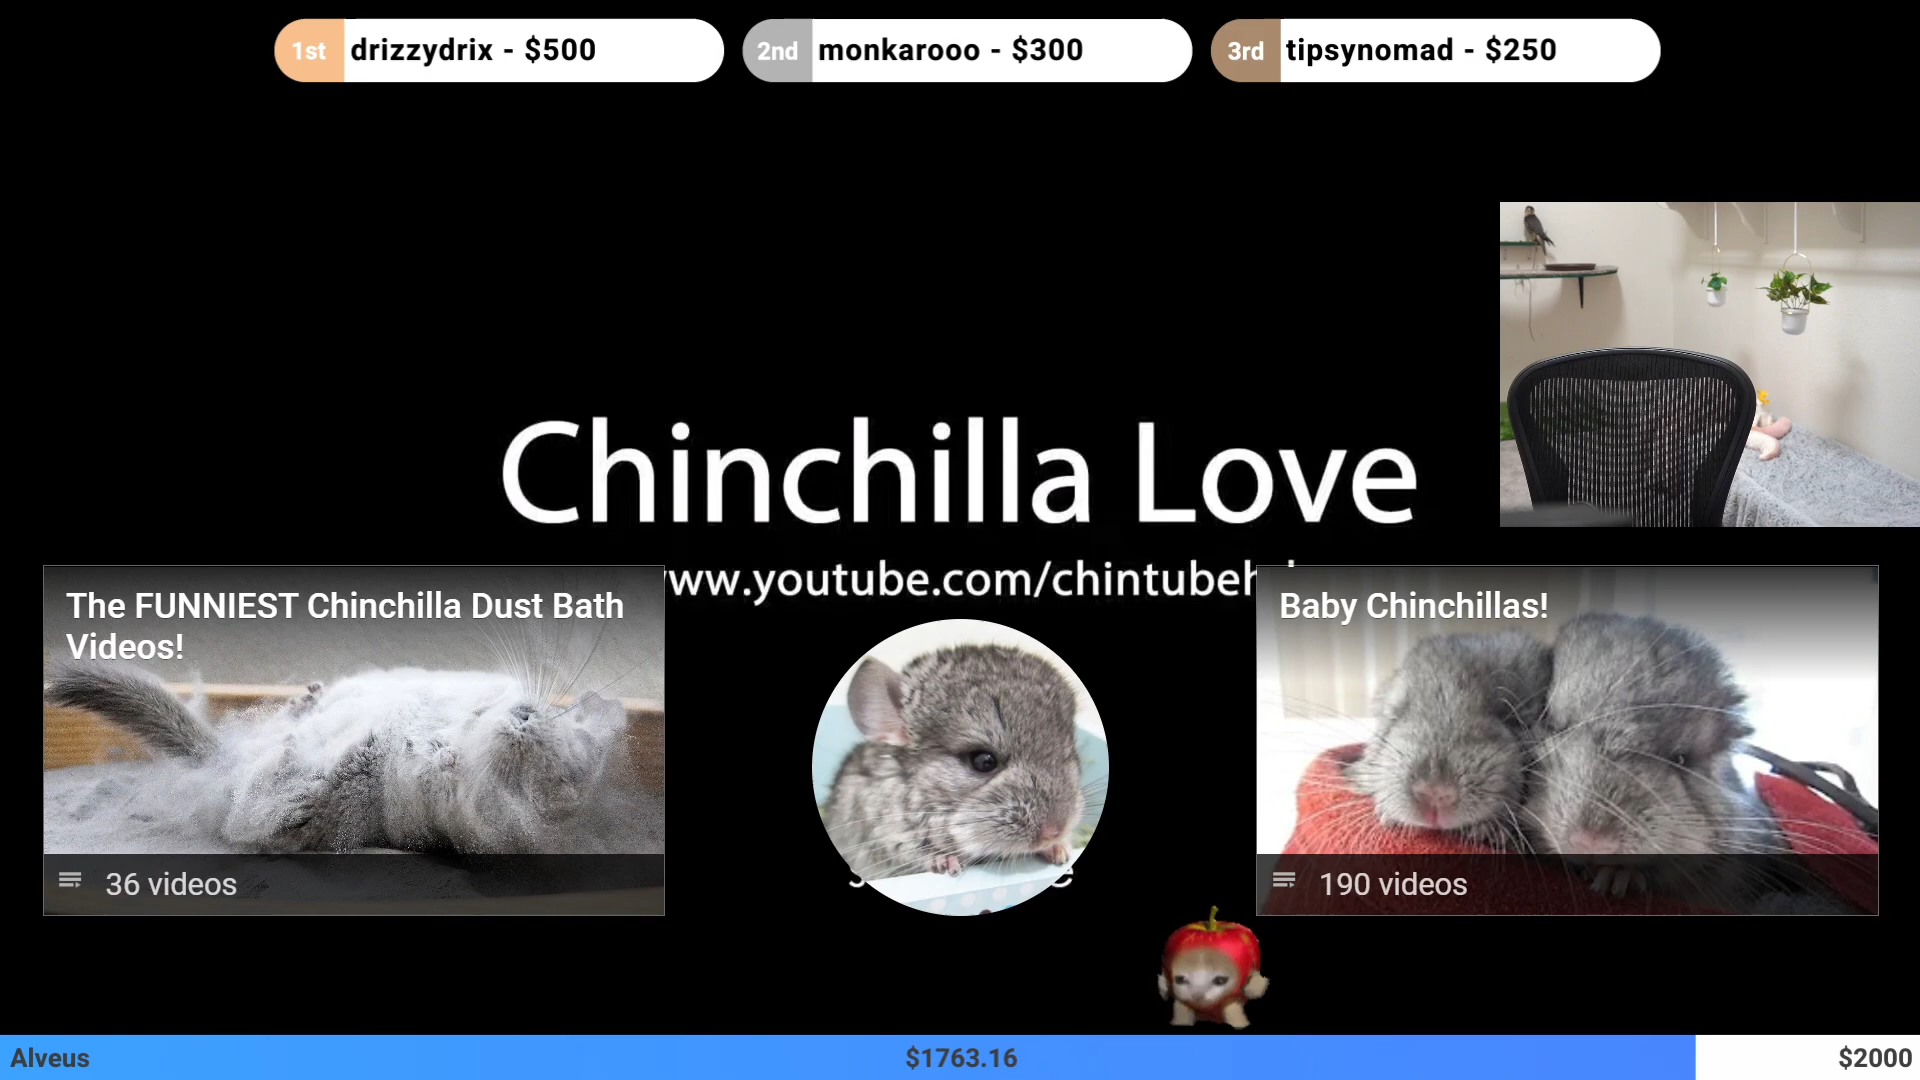 1st drizzydrix - $500
2nd monkarooo - $300
3rd tipsynomad - $250
Chinchilla Love
The FUNNIEST Chinchilla Dust Bath
Videos!
36 videos
Baby Chinchillas!
190 videos
Alveus $1763.16 $2000